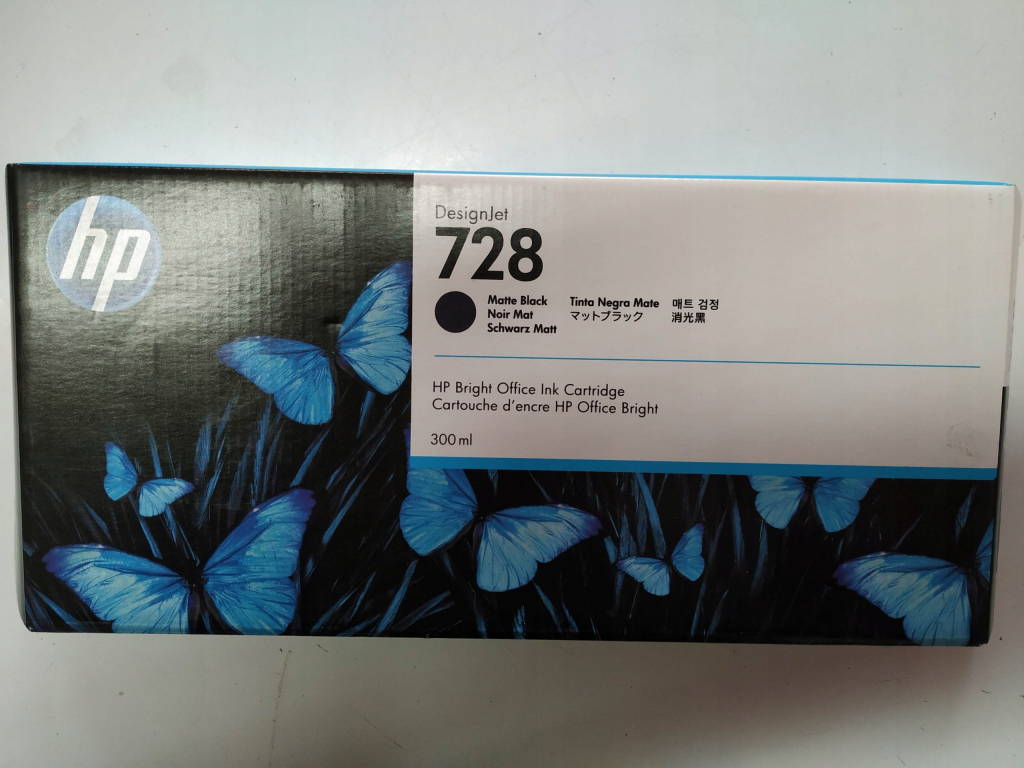 hp
DesignJet
728
Matte Black Tinta Negra Mate 매트 검정
Noir Mat マットブラック 消光黑
Schwarz Matt
HP Bright Office Ink Cartridge
Cartouche d'encre HP Office Bright
300 ml